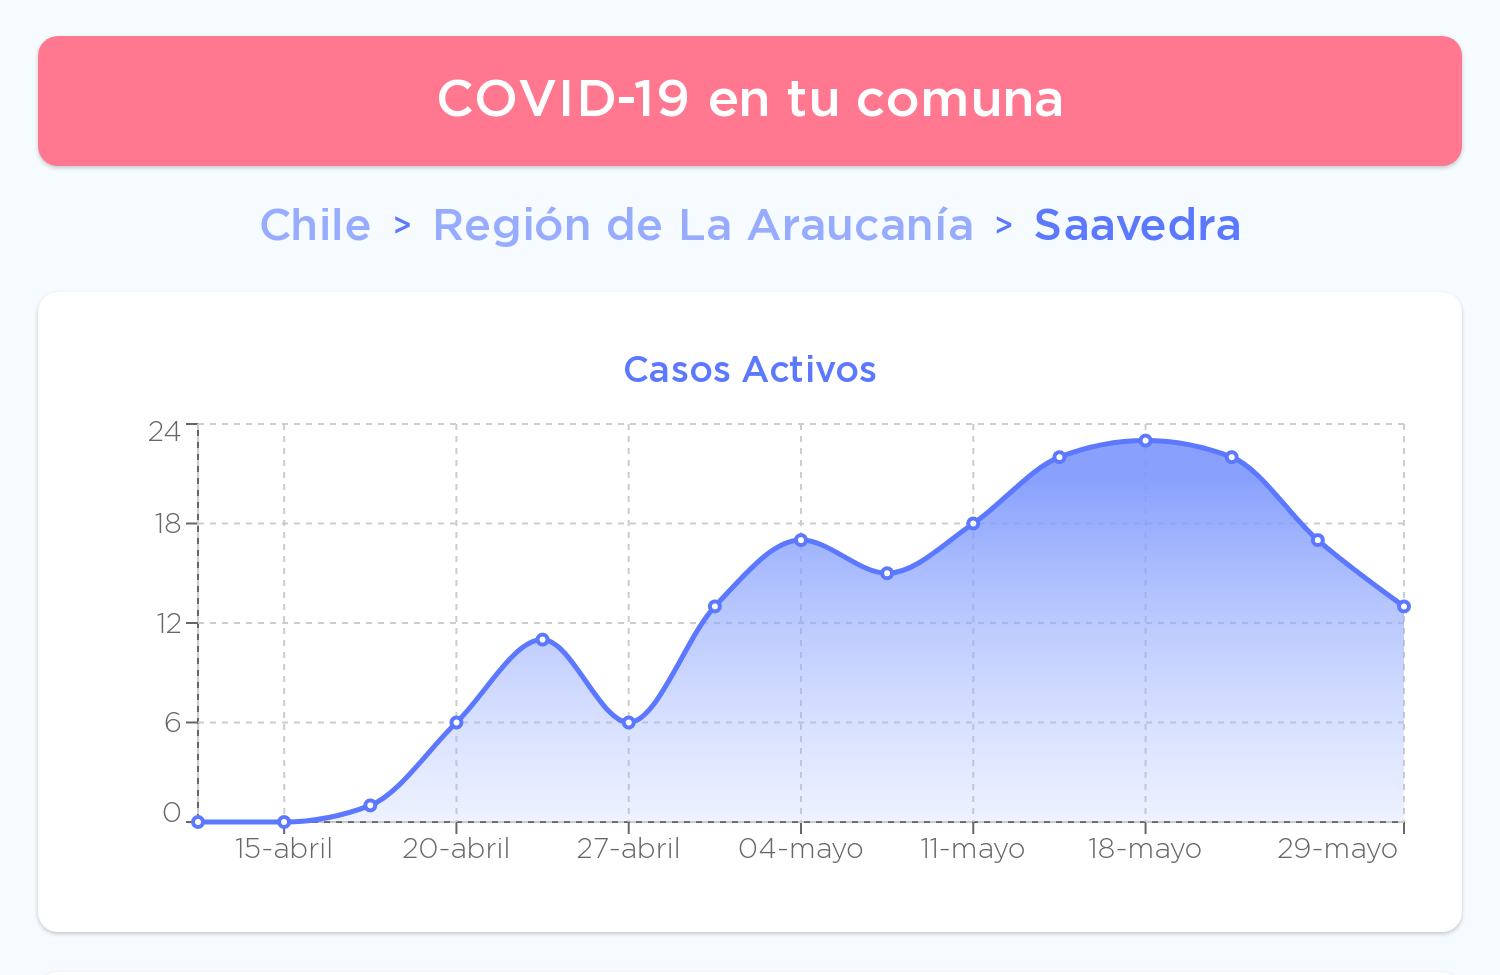 COVID-19 en tu comuna
Chile > Región de La Araucanía > Saavedra
Casos Activos
24
18
12
6
0
15-abril 20-abril 27-abril 04-mayo 11-mayo 18-mayo 29-mayo